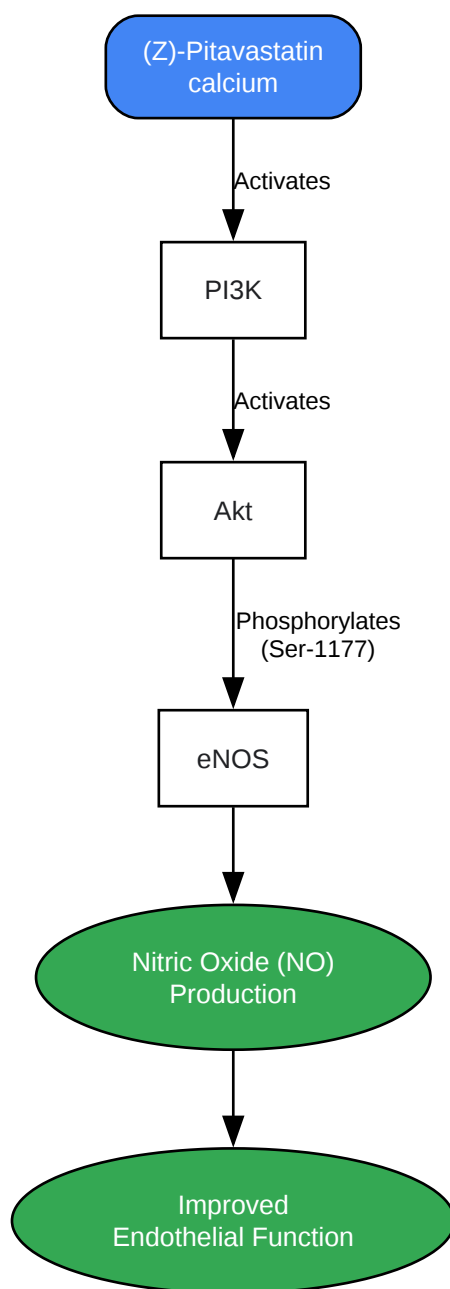 (Z)-Pitavastatin
calcium
Activates
PI3K
Activates
Akt
Phosphorylates
(Ser-1177)
eNOS
Nitric Oxide (NO)
Production
Improved
Endothelial Function